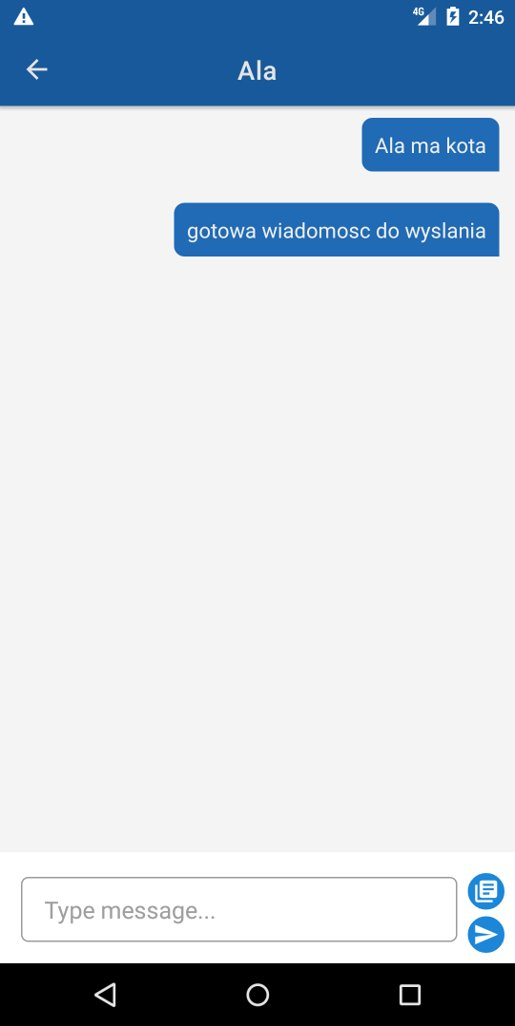 4G 2:46
Ala
Ala ma kota
gotowa wiadomosc do wyslania
Type message...